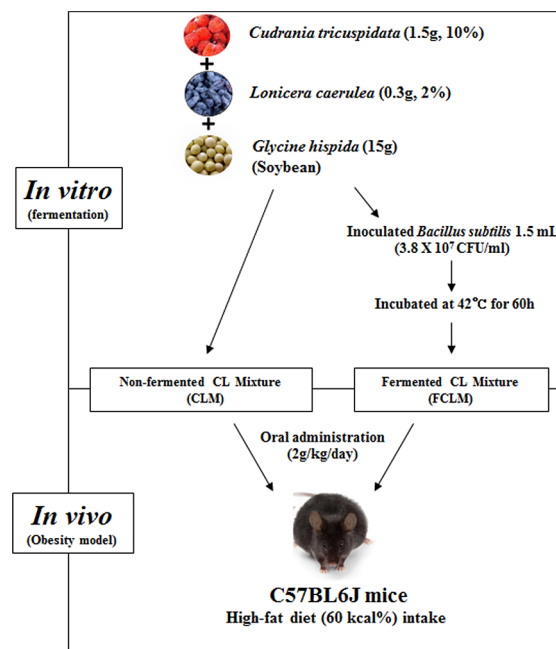 Cudrania tricuspidata (1.5g, 10%)
+
Lonicera caerulea (0.3g, 2%)
+
Glycine hispida (15g)
(Soybean)
In vitro
(fermentation)
Inoculated Bacillus subtilis 1.5 mL
(3.8 X 10⁷ CFU/ml)
Incubated at 42℃ for 60h
Non-fermented CL Mixture
(CLM)
Fermented CL Mixture
(FCLM)
Oral administration
(2g/kg/day)
In vivo
(Obesity model)
C57BL6J mice
High-fat diet (60 kcal%) intake